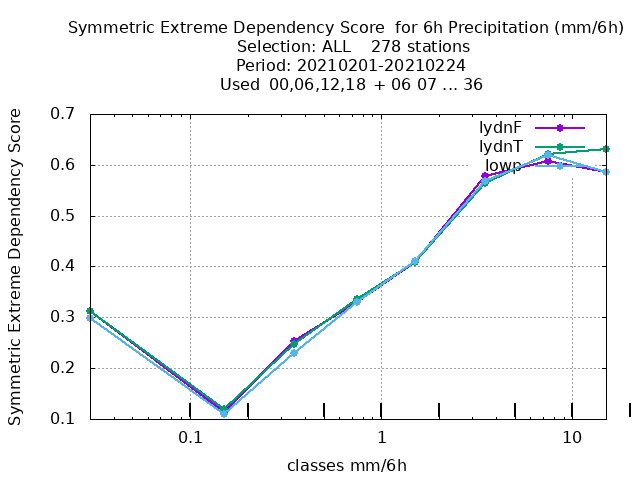 Symmetric Extreme Dependency Score  for 6h Precipitation (mm/6h)
Selection: ALL    278 stations
Period: 20210201-20210224
Used  00,06,12,18  + 06 07 ... 36
Symmetric Extreme Dependency Score
0.7
0.6
0.5
0.4
0.3
0.2
0.1
lydnF
lydnT
lowp
0.1 1 10
classes mm/6h